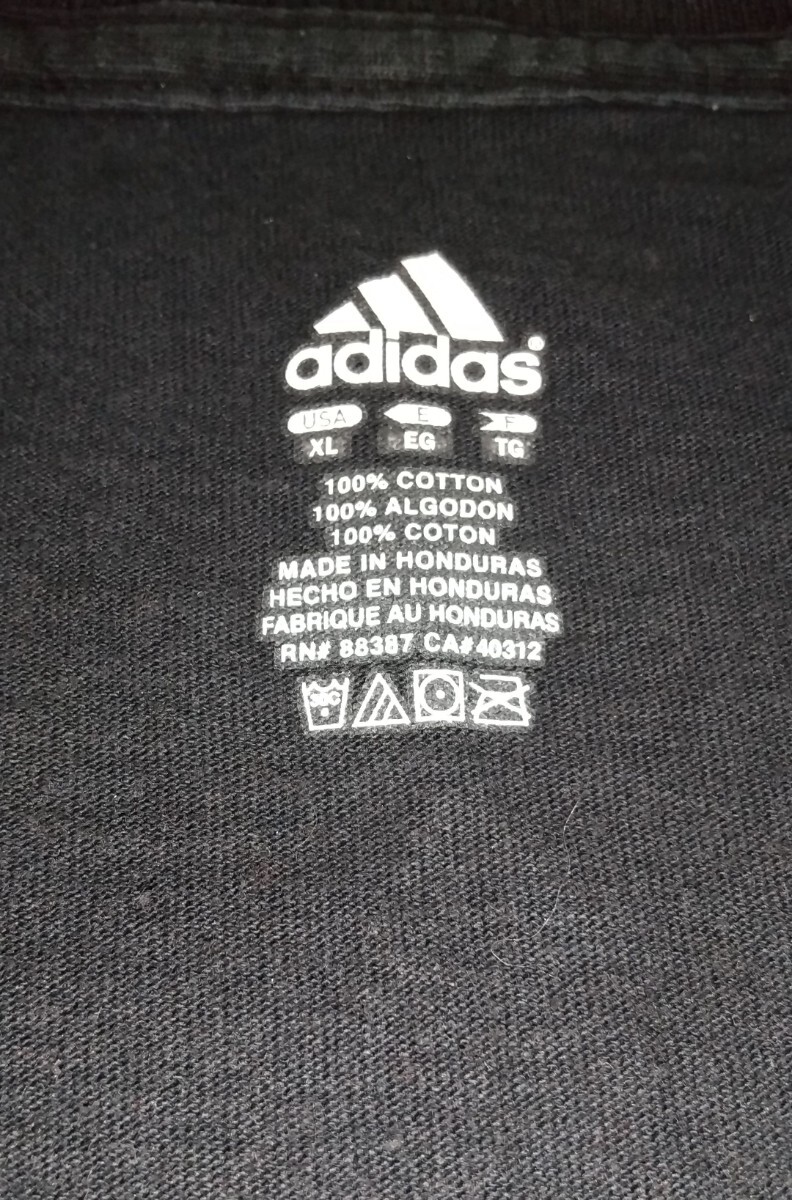 adidas®
USA E F
XL EG TG
100% COTTON
100% ALGODON
100% COTON
MADE IN HONDURAS
HECHO EN HONDURAS
FABRIQUE AU HONDURAS
RN# 88387 CA# 40312
30C